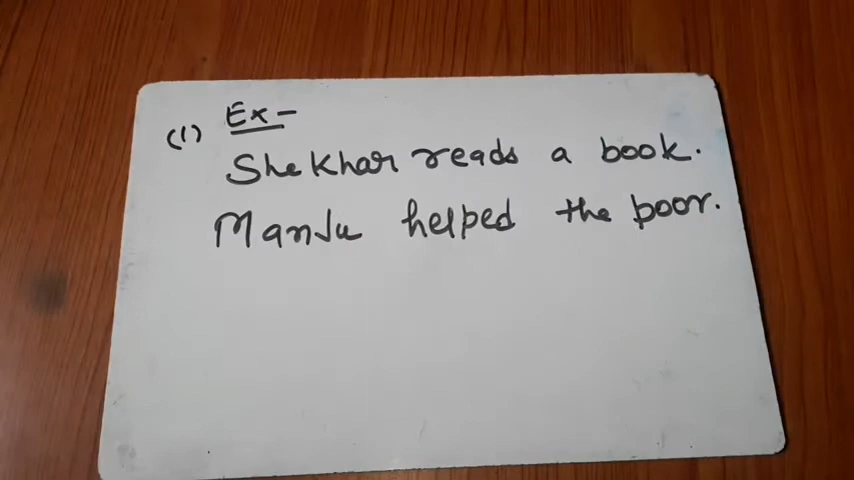 (1) Ex-
Shekhar reads a book.
Manju helped the poor.